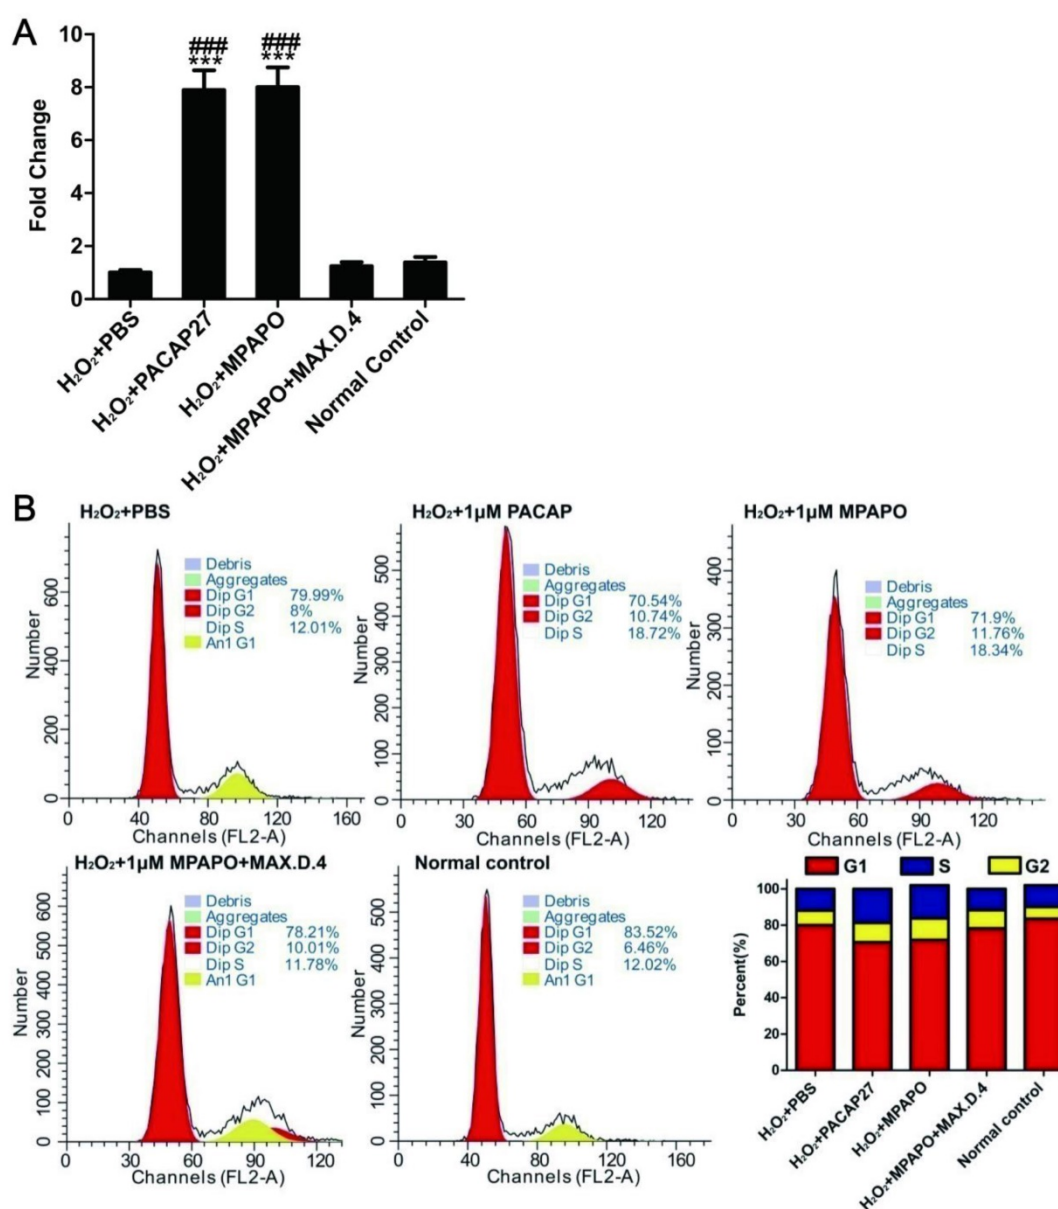 A
10
8
6
4
2
0
Fold Change
###
***
###
***
H₂O₂+PBS
H₂O₂+PACAP27
H₂O₂+MPAPO
H₂O₂+MPAPO+MAX.D.4
Normal Control
B
H₂O₂+PBS
Number
0 200 400 600
0 40 80 120 160
Channels (FL2-A)
Debris
Aggregates
Dip G1 79.99%
Dip G2 8%
Dip S 12.01%
An1 G1
H₂O₂+1μM PACAP
Number
0 100 200 300 400 500
0 30 60 90 120
Channels (FL2-A)
Debris
Aggregates
Dip G1 70.54%
Dip G2 10.74%
Dip S 18.72%
H₂O₂+1μM MPAPO
Number
0 100 200 300 400
0 30 60 90 120
Channels (FL2-A)
Debris
Aggregates
Dip G1 71.9%
Dip G2 11.76%
Dip S 18.34%
H₂O₂+1μM MPAPO+MAX.D.4
Number
0 100 200 300 400 500 600
0 30 60 90 120
Channels (FL2-A)
Debris
Aggregates
Dip G1 78.21%
Dip G2 10.01%
Dip S 11.78%
An1 G1
Normal control
Number
0 100 200 300 400 500
0 40 80 120 160
Channels (FL2-A)
Debris
Aggregates
Dip G1 83.52%
Dip G2 6.46%
Dip S 12.02%
An1 G1
G1 S G2
100
80
60
40
20
0
Percent(%)
H₂O₂+PBS
H₂O₂+PACAP27
H₂O₂+MPAPO
H₂O₂+MPAPO+MAX.D.4
Normal control